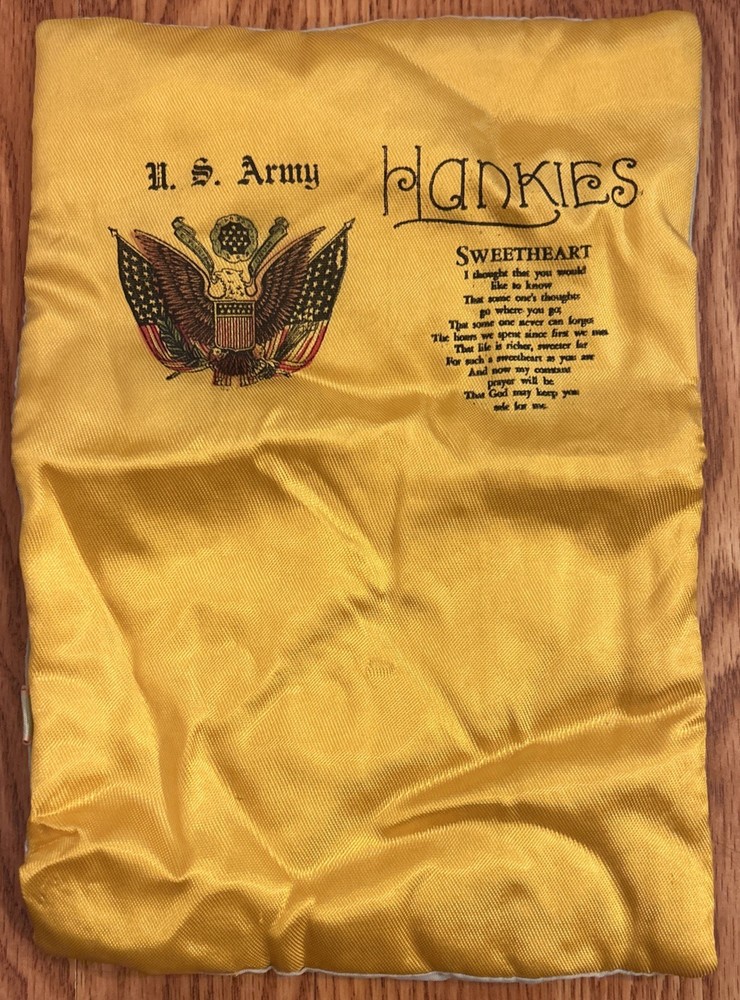 U. S. Army
HANKIES
SWEETHEART
I thought that you would
like to know
That some one's thoughts
go where you go;
That some one never can forget
The hours we spent since first we met
That life is richer, sweeter far
For such a sweetheart as you are
And now my constant
prayer will be
That God may keep you
safe for me.